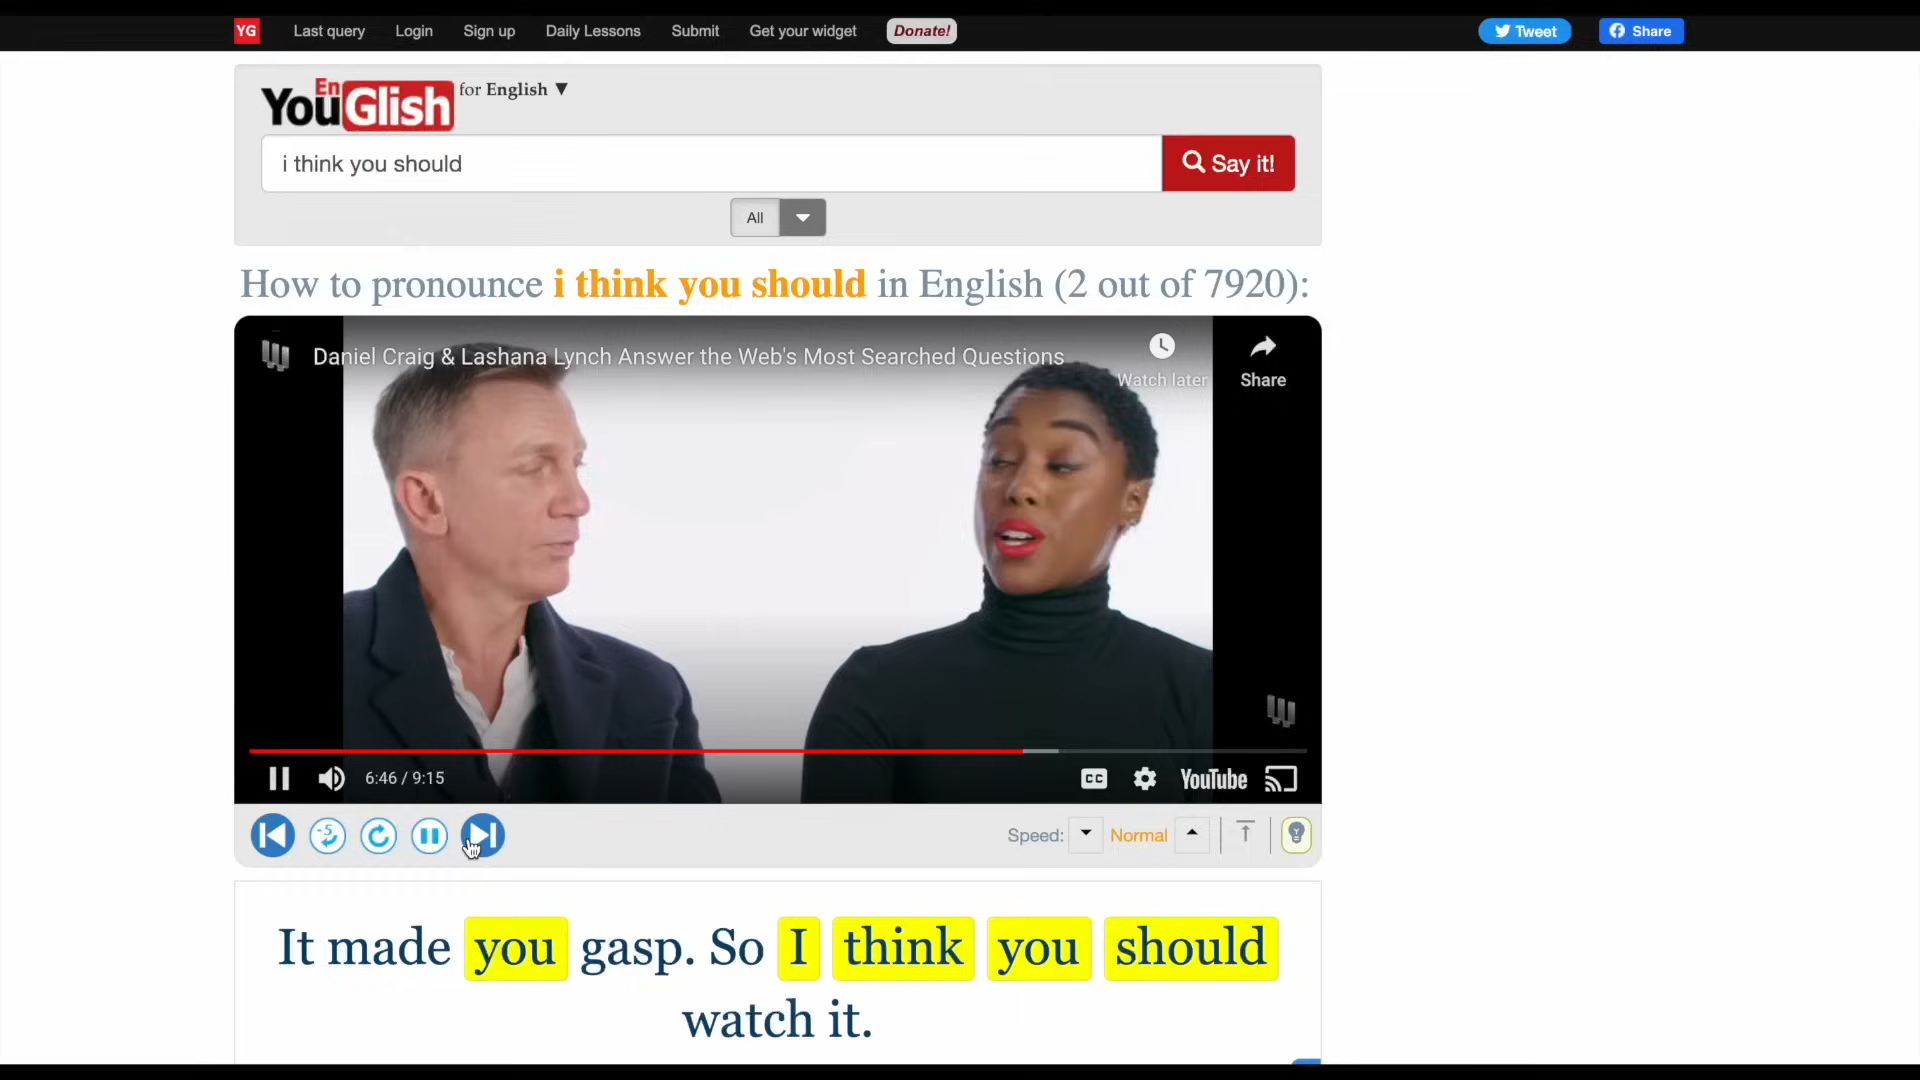 YG Last query Login Sign up Daily Lessons Submit Get your widget Donate! Tweet Share
YouGlish En for English ▼
i think you should Say it!
All
How to pronounce i think you should in English (2 out of 7920):
Daniel Craig & Lashana Lynch Answer the Web's Most Searched Questions
Watch later Share
6:46 / 9:15 CC YouTube
-5 Speed: Normal
It made you gasp. So I think you should
watch it.